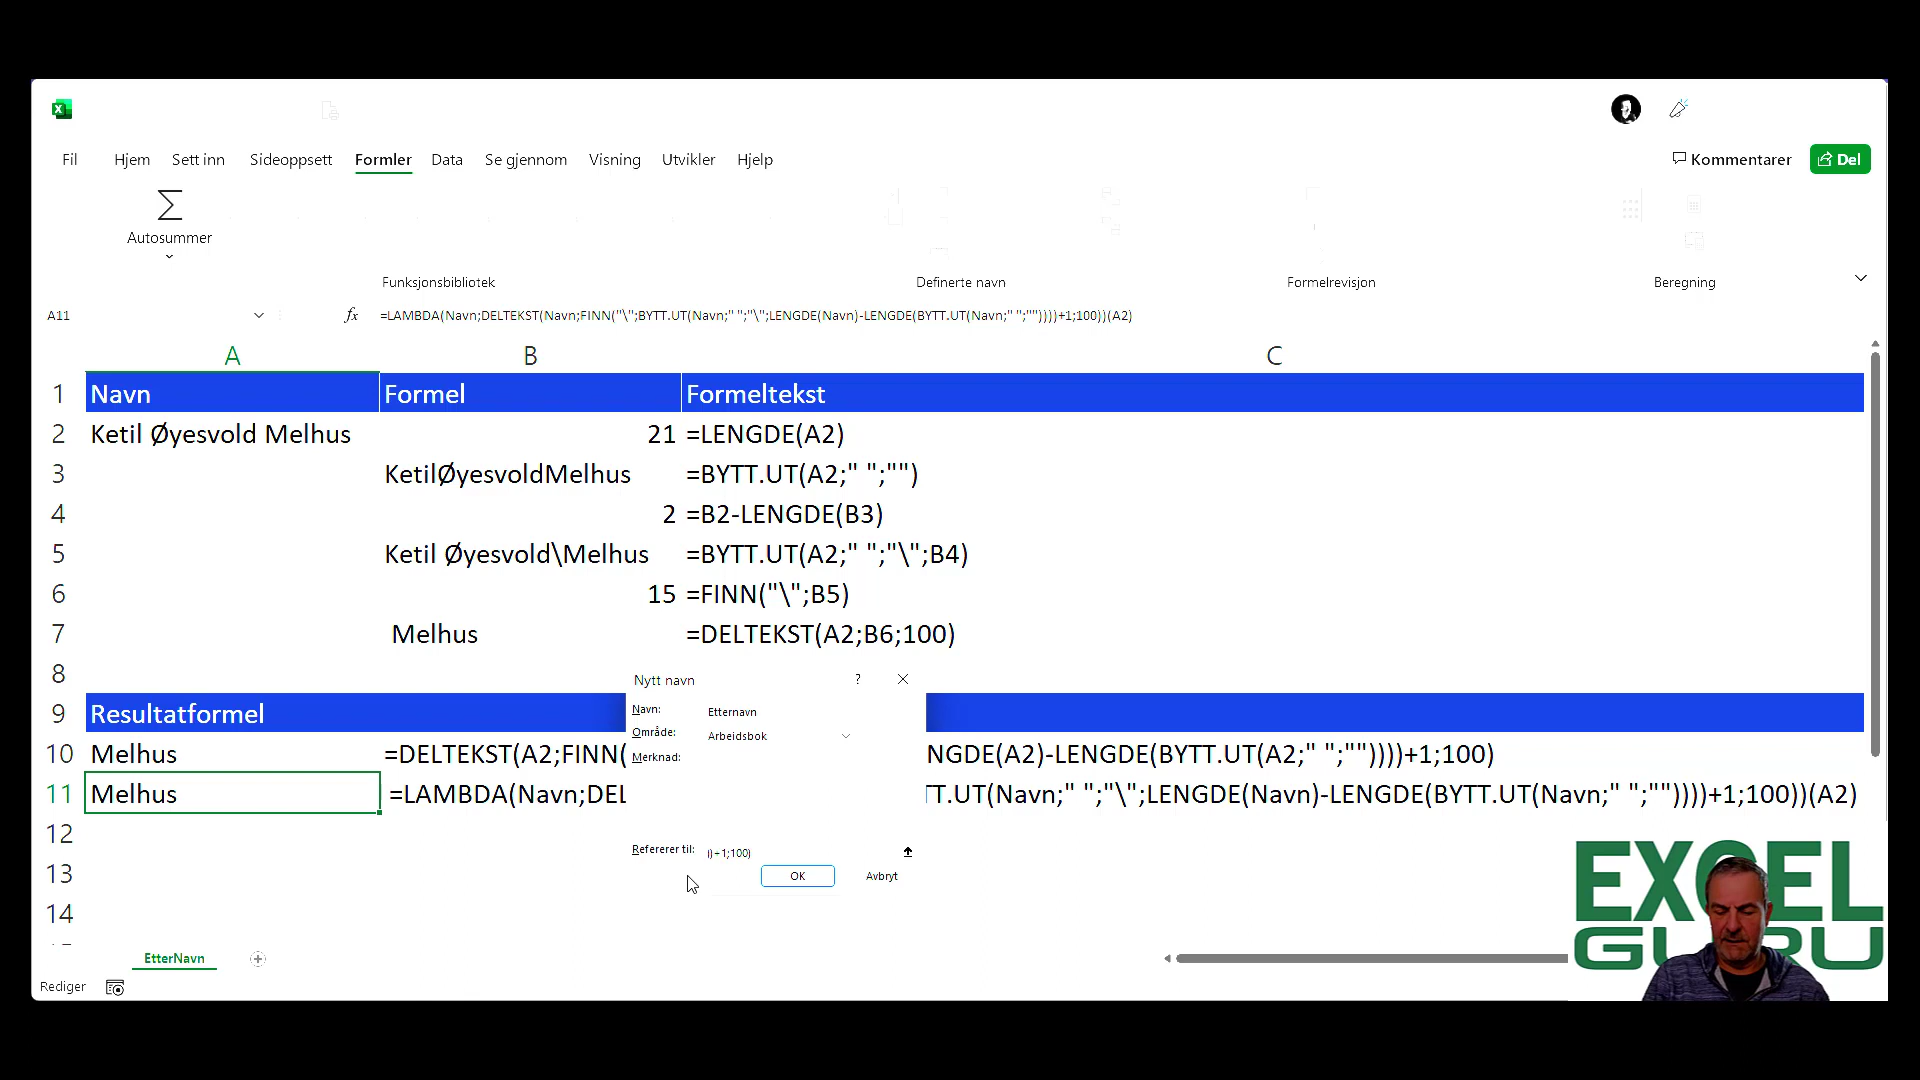 Fil Hjem Sett inn Sideoppsett Formler Data Se gjennom Visning Utvikler Hjelp Kommentarer Del
Autosummer
Funksjonsbibliotek Definerte navn Formelrevisjon Beregning
A11 fx =LAMBDA(Navn;DELTEKST(Navn;FINN("\";BYTT.UT(Navn;" ";"\";LENGDE(Navn)-LENGDE(BYTT.UT(Navn;" ";""))))+1;100))(A2)
A B C
1 Navn Formel Formeltekst
2 Ketil Øyesvold Melhus 21 =LENGDE(A2)
3 KetilØyesvoldMelhus =BYTT.UT(A2;" ";"")
4 2 =B2-LENGDE(B3)
5 Ketil Øyesvold\Melhus =BYTT.UT(A2;" ";"\";B4)
6 15 =FINN("\";B5)
7 Melhus =DELTEKST(A2;B6;100)
8
9 Resultatformel
10 Melhus =DELTEKST(A2;FINN( NGDE(A2)-LENGDE(BYTT.UT(A2;" ";""))))+1;100)
11 Melhus =LAMBDA(Navn;DEL T.UT(Navn;" ";"\";LENGDE(Navn)-LENGDE(BYTT.UT(Navn;" ";""))))+1;100))(A2)
12
13
14
Nytt navn ?
Navn: Etternavn
Område: Arbeidsbok
Merknad:
Refererer til: ))+1;100)
OK Avbryt
EtterNavn
Rediger
EXCEL
GURU